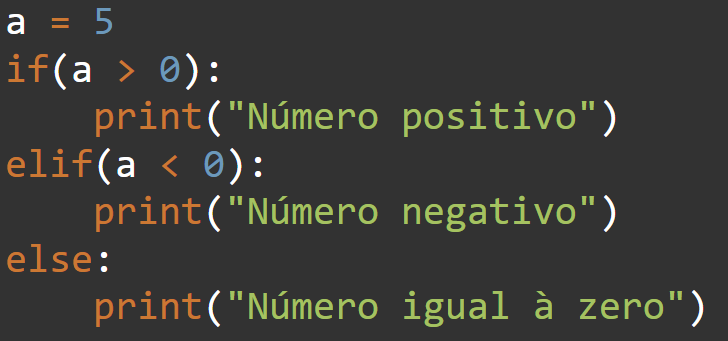 a = 5
if(a > 0):
    print("Número positivo")
elif(a < 0):
    print("Número negativo")
else:
    print("Número igual à zero")